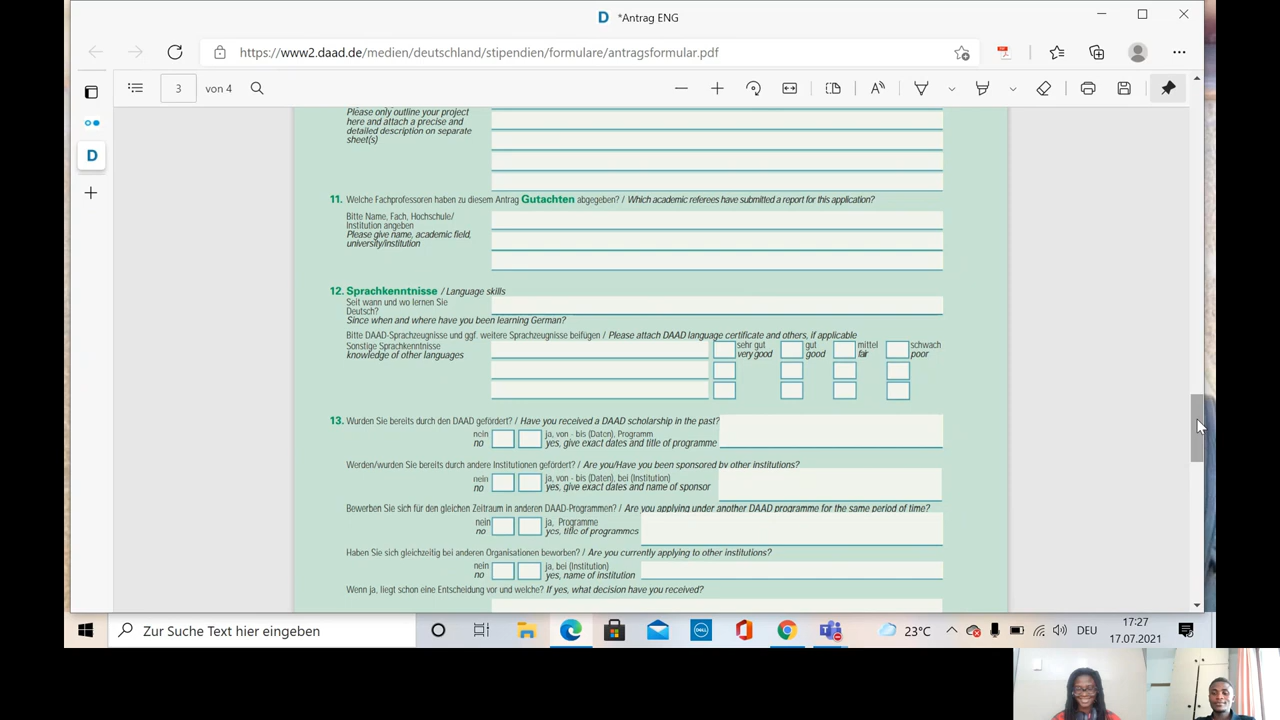 *Antrag ENG
https://www2.daad.de/medien/deutschland/stipendien/formulare/antragsformular.pdf
3 von 4
Please only outline your project
here and attach a precise and
detailed description on separate
sheet(s)
11. Welche Fachprofessoren haben zu diesem Antrag Gutachten abgegeben? / Which academic referees have submitted a report for this application?
Bitte Name, Fach, Hochschule/
Institution angeben
Please give name, academic field,
university/institution
12. Sprachkenntnisse / Language skills
Seit wann und wo lernen Sie
Deutsch?
Since when and where have you been learning German?
Bitte DAAD-Sprachzeugnisse und ggf. weitere Sprachzeugnisse beifügen / Please attach DAAD language certificate and others, if applicable
Sonstige Sprachkenntnisse
knowledge of other languages
sehr gut gut mittel schwach
very good good fair poor
13. Wurden Sie bereits durch den DAAD gefördert? / Have you received a DAAD scholarship in the past?
nein ja, von - bis (Daten), Programm
no yes, give exact dates and title of programme
Werden/wurden Sie bereits durch andere Institutionen gefördert? / Are you/Have you been sponsored by other institutions?
nein ja, von - bis (Daten), bei (Institution)
no yes, give exact dates and name of sponsor
Bewerben Sie sich für den gleichen Zeitraum in anderen DAAD-Programmen? / Are you applying under another DAAD programme for the same period of time?
nein ja, Programme
no yes, title of programmes
Haben Sie sich gleichzeitig bei anderen Organisationen beworben? / Are you currently applying to other institutions?
nein ja, bei (Institution)
no yes, name of institution
Wenn ja, liegt schon eine Entscheidung vor und welche? If yes, what decision have you received?
Zur Suche Text hier eingeben
DELL
23°C
DEU
17:27
17.07.2021